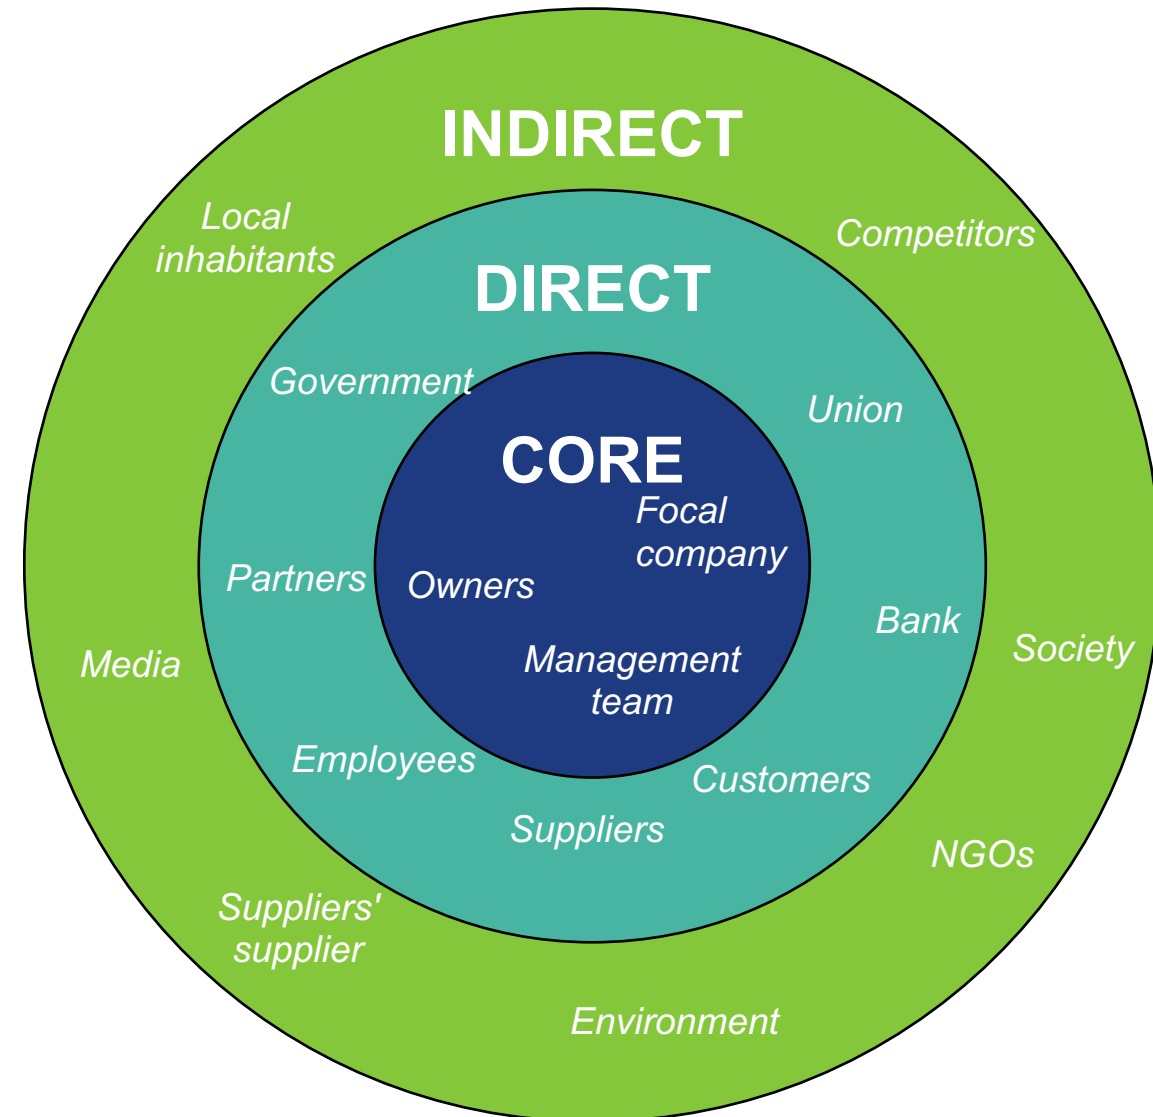 INDIRECT
Local
inhabitants
Competitors
DIRECT
Government
Union
CORE
Focal
company
Partners
Owners
Bank
Society
Media
Management
team
Employees
Customers
Suppliers
NGOs
Suppliers'
supplier
Environment